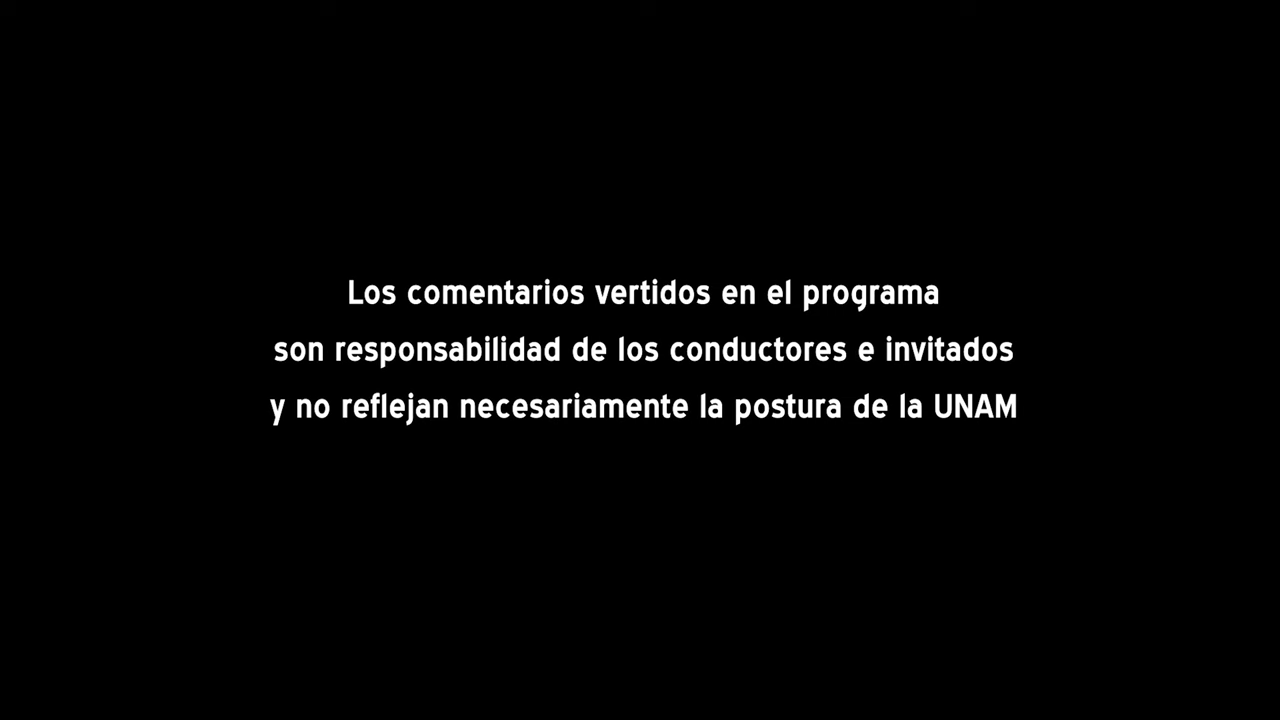 Los comentarios vertidos en el programa
son responsabilidad de los conductores e invitados
y no reflejan necesariamente la postura de la UNAM